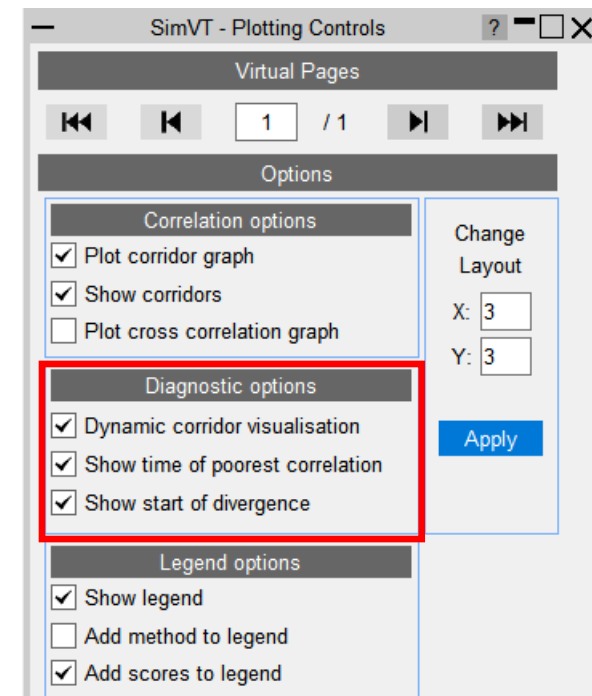 SimVT - Plotting Controls
?
Virtual Pages
1 / 1
Options
Correlation options
Plot corridor graph
Show corridors
Plot cross correlation graph
Change
Layout
X: 3
Y: 3
Apply
Diagnostic options
Dynamic corridor visualisation
Show time of poorest correlation
Show start of divergence
Legend options
Show legend
Add method to legend
Add scores to legend